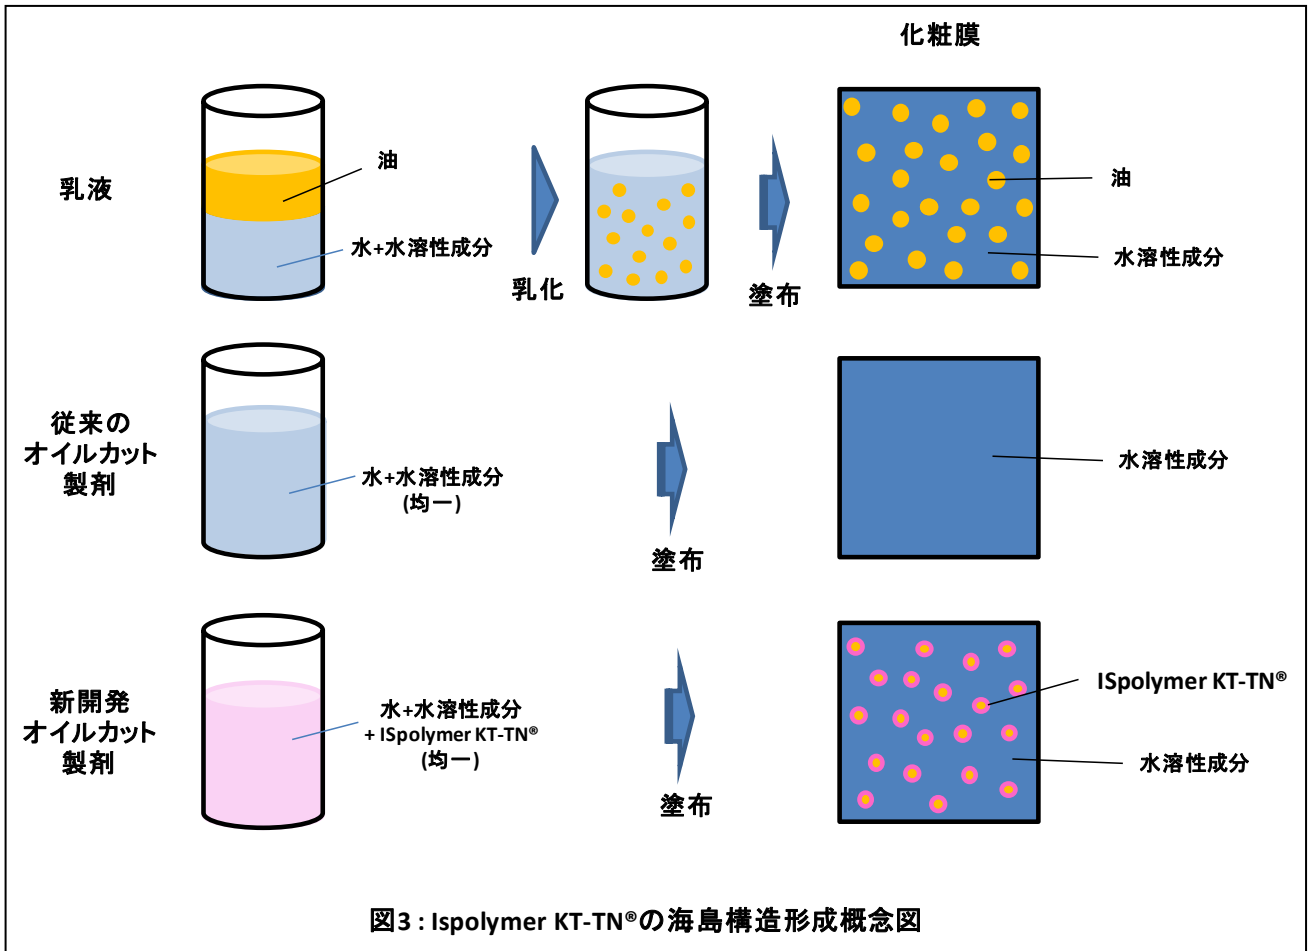 化粧膜
乳液
油
水+水溶性成分
乳化
塗布
油
水溶性成分
従来の
オイルカット
製剤
水+水溶性成分
(均一)
塗布
水溶性成分
新開発
オイルカット
製剤
水+水溶性成分
+ ISpolymer KT-TN®
(均一)
塗布
ISpolymer KT-TN®
水溶性成分
図3 : Ispolymer KT-TN®の海島構造形成概念図